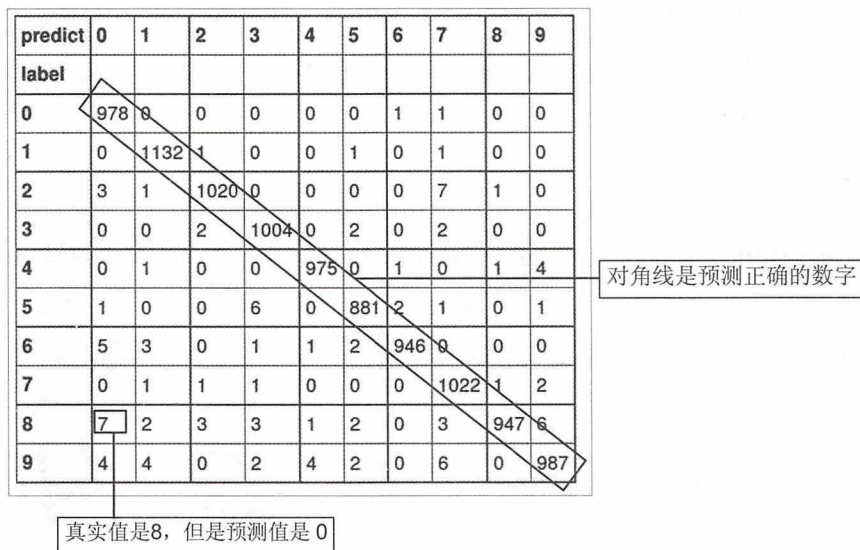 predict 0 1 2 3 4 5 6 7 8 9
label
0 978 0 0 0 0 0 1 1 0 0
1 0 1132 1 0 0 1 0 1 0 0
2 3 1 1020 0 0 0 0 7 1 0
3 0 0 2 1004 0 2 0 2 0 0
4 0 1 0 0 975 0 1 0 1 4
对角线是预测正确的数字
5 1 0 0 6 0 881 2 1 0 1
6 5 3 0 1 1 2 946 0 0 0
7 0 1 1 1 0 0 0 1022 1 2
8 7 2 3 3 1 2 0 3 947 6
9 4 4 0 2 4 2 0 6 0 987
真实值是8，但是预测值是 0